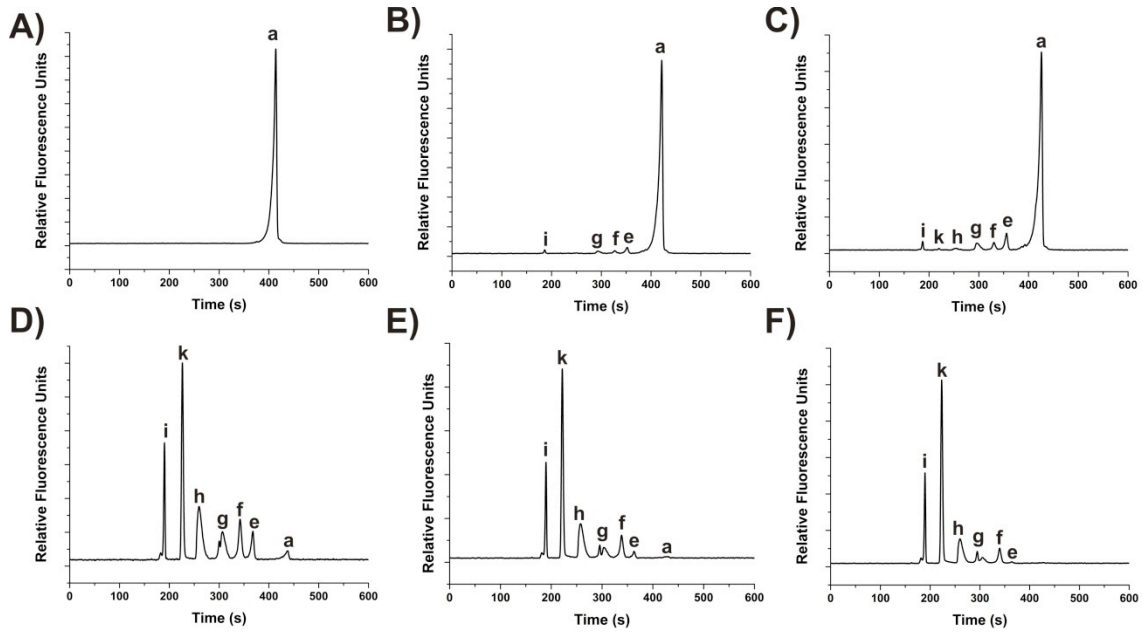 A)
Relative Fluorescence Units
a
0 100 200 300 400 500 600
Time (s)
B)
Relative Fluorescence Units
i g f e a
0 100 200 300 400 500 600
Time (s)
C)
Relative Fluorescence Units
i k h g f e a
0 100 200 300 400 500 600
Time (s)
D)
Relative Fluorescence Units
i k h g f e a
0 100 200 300 400 500 600
Time (s)
E)
Relative Fluorescence Units
i k h g f e a
0 100 200 300 400 500 600
Time (s)
F)
Relative Fluorescence Units
i k h g f e
0 100 200 300 400 500 600
Time (s)